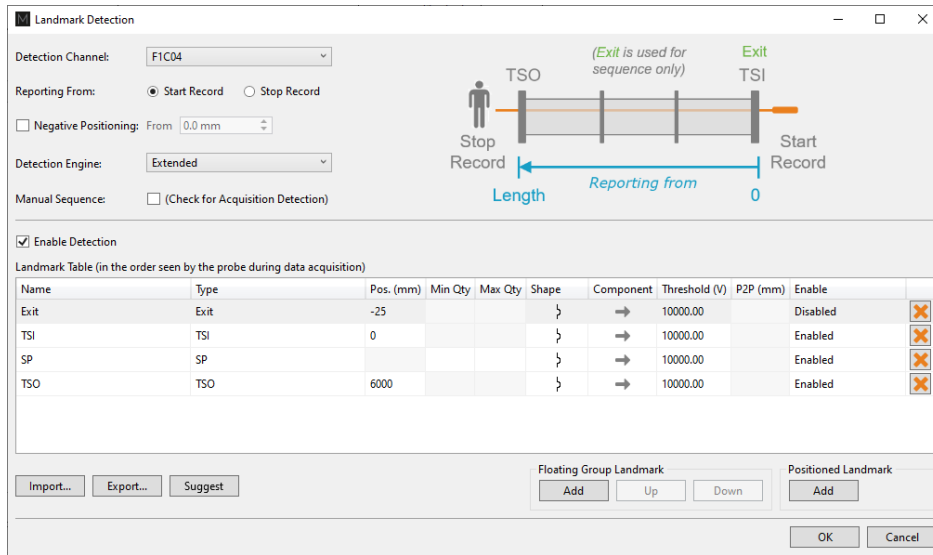 Landmark Detection
Detection Channel: F1C04
Reporting From: Start Record Stop Record
Negative Positioning: From 0.0 mm
Detection Engine: Extended
Manual Sequence: (Check for Acquisition Detection)
(Exit is used for
sequence only)
Exit
TSO
TSI
Stop
Record
Start
Record
Reporting from
Length
0
Enable Detection
Landmark Table (in the order seen by the probe during data acquisition)
Name Type Pos. (mm) Min Qty Max Qty Shape Component Threshold (V) P2P (mm) Enable
Exit Exit -25 10000.00 Disabled
TSI TSI 0 10000.00 Enabled
SP SP 10000.00 Enabled
TSO TSO 6000 10000.00 Enabled
Import... Export... Suggest
Floating Group Landmark
Add Up Down
Positioned Landmark
Add
OK Cancel